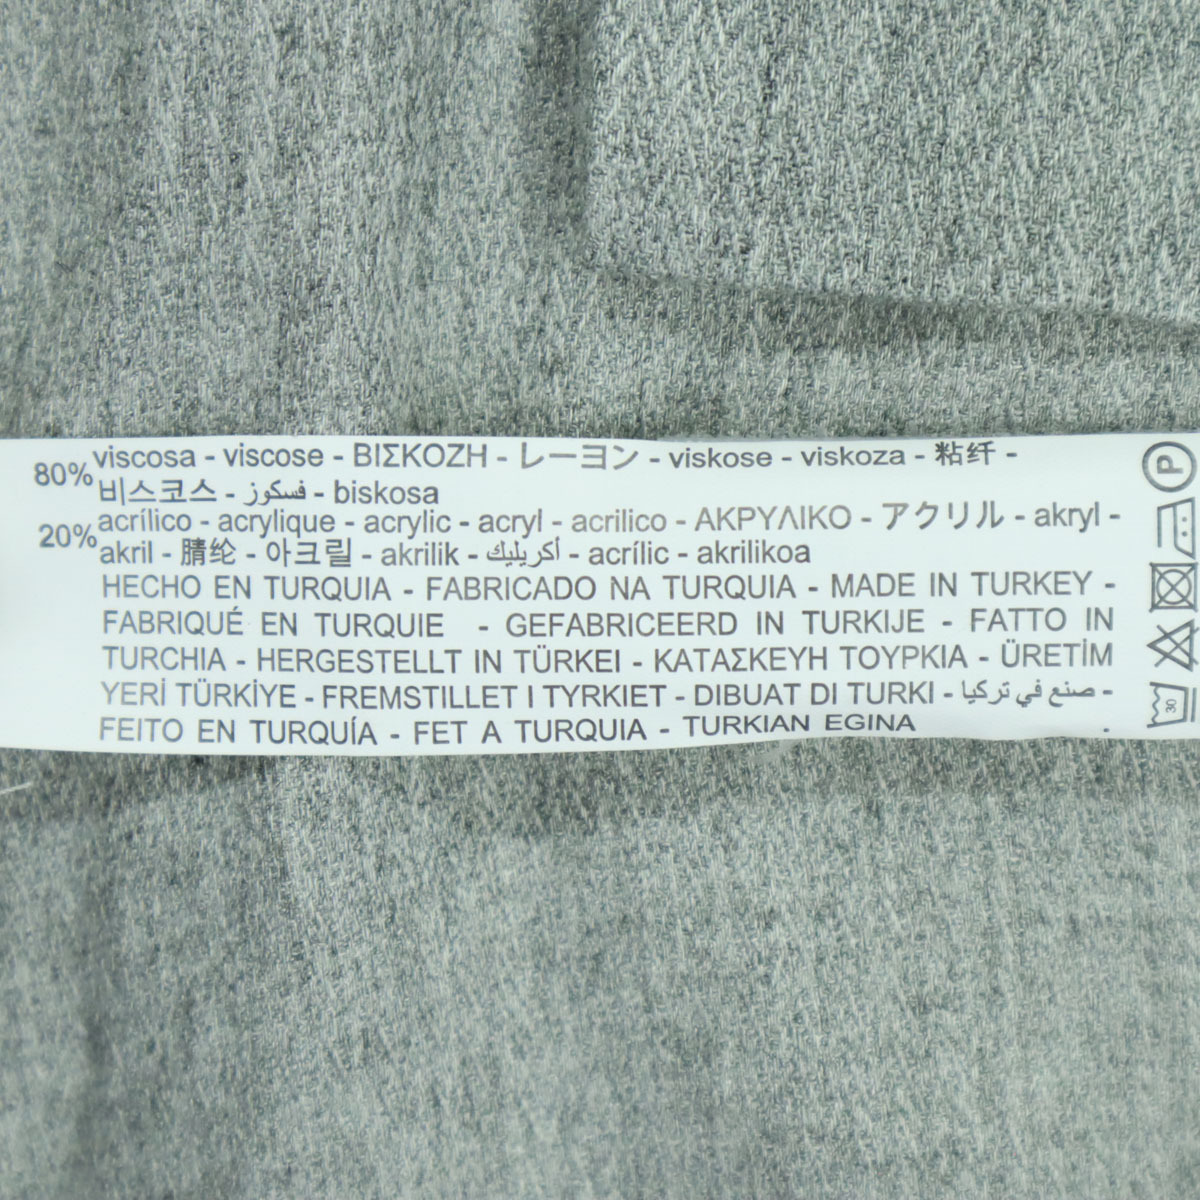 80% viscosa - viscose - ΒΙΣΚΟΖΗ - レーヨン - viskose - viskoza - 粘纤 -
비스코스 - فسكوز - biskosa
20% acrílico - acrylique - acrylic - acryl - acrilico - ΑΚΡΥΛΙΚΟ - アクリル - akryl -
akril - 腈纶 - 아크릴 - akrilik - أكريليك - acrílic - akrilikoa
HECHO EN TURQUIA - FABRICADO NA TURQUIA - MADE IN TURKEY -
FABRIQUÉ EN TURQUIE - GEFABRICEERD IN TURKIJE - FATTO IN
TURCHIA - HERGESTELLT IN TÜRKEI - ΚΑΤΑΣΚΕΥΗ ΤΟΥΡΚΙΑ - ÜRETİM
YERİ TÜRKİYE - FREMSTILLET I TYRKIET - DIBUAT DI TURKI - صنع في تركيا -
FEITO EN TURQUÍA - FET A TURQUIA - TURKIAN EGINA .
P
30